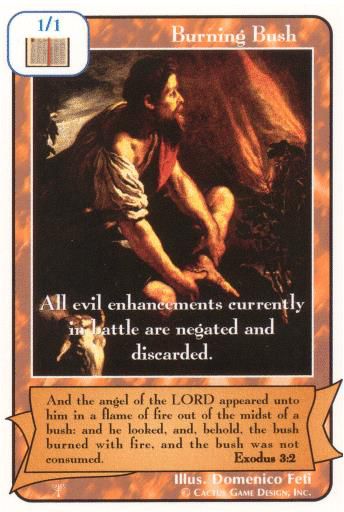 1/1
Burning Bush
All evil enhancements currently
in battle are negated and
discarded.
And the angel of the LORD appeared unto
him in a flame of fire out of the midst of a
bush: and he looked, and, behold, the bush
burned with fire, and the bush was not
consumed. Exodus 3:2
Illus. Domenico Feti
© Cactus Game Design, Inc.